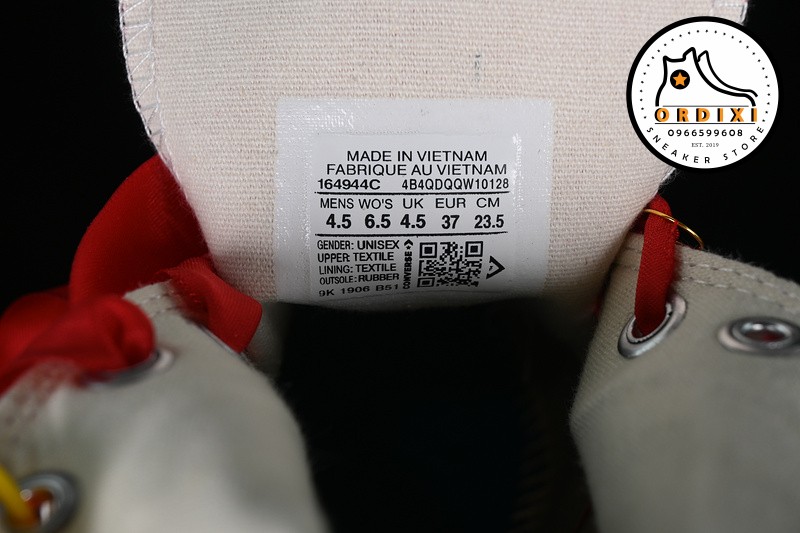 MADE IN VIETNAM
FABRIQUE AU VIETNAM
164944C 4B4QDQQW10128
MENS WO'S UK EUR CM
4.5 6.5 4.5 37 23.5
GENDER: UNISEX
UPPER: TEXTILE
LINING: TEXTILE
OUTSOLE: RUBBER
9K 1906 B51
CONVERSE
ORDIXI
0966599608
EST. 2019
SNEAKER STORE